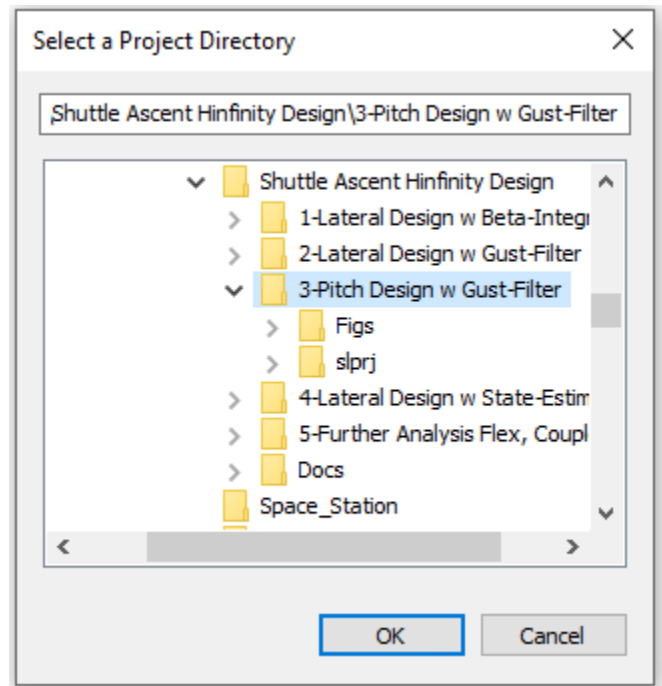 Select a Project Directory
Shuttle Ascent Hinfinity Design\3-Pitch Design w Gust-Filter
Shuttle Ascent Hinfinity Design
1-Lateral Design w Beta-Integr
2-Lateral Design w Gust-Filter
3-Pitch Design w Gust-Filter
Figs
slprj
4-Lateral Design w State-Estim
5-Further Analysis Flex, Coupl
Docs
Space_Station
OK Cancel